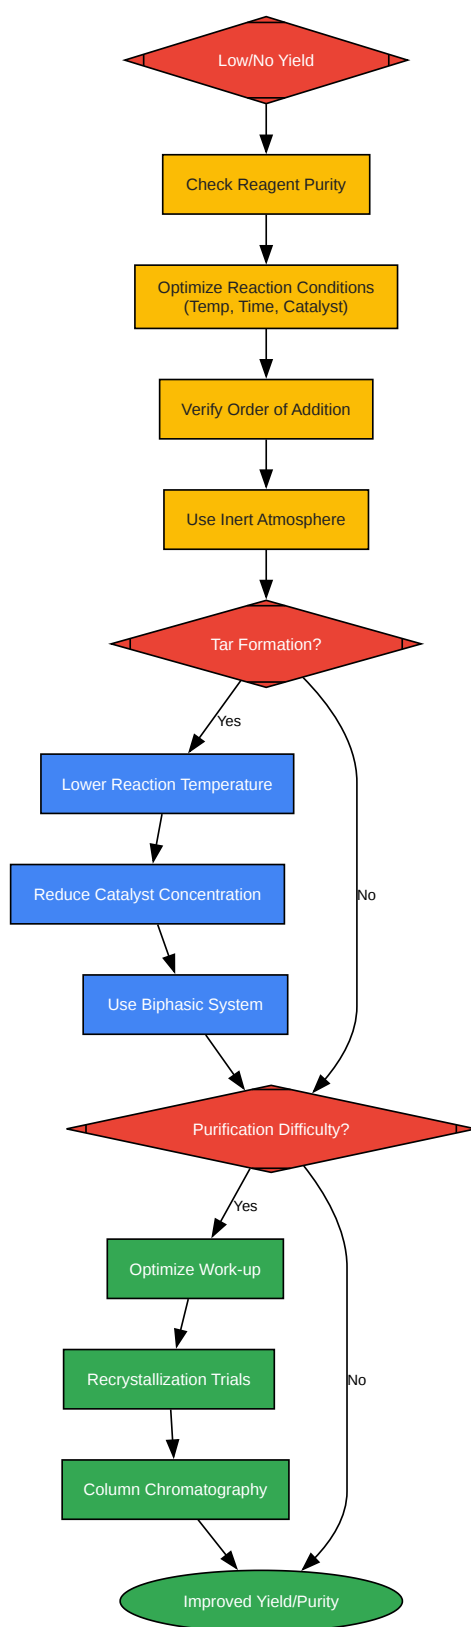 Low/No Yield
Check Reagent Purity
Optimize Reaction Conditions
(Temp, Time, Catalyst)
Verify Order of Addition
Use Inert Atmosphere
Tar Formation?
Yes
Lower Reaction Temperature
Reduce Catalyst Concentration
No
Use Biphasic System
Purification Difficulty?
Yes
Optimize Work-up
Recrystallization Trials
No
Column Chromatography
Improved Yield/Purity